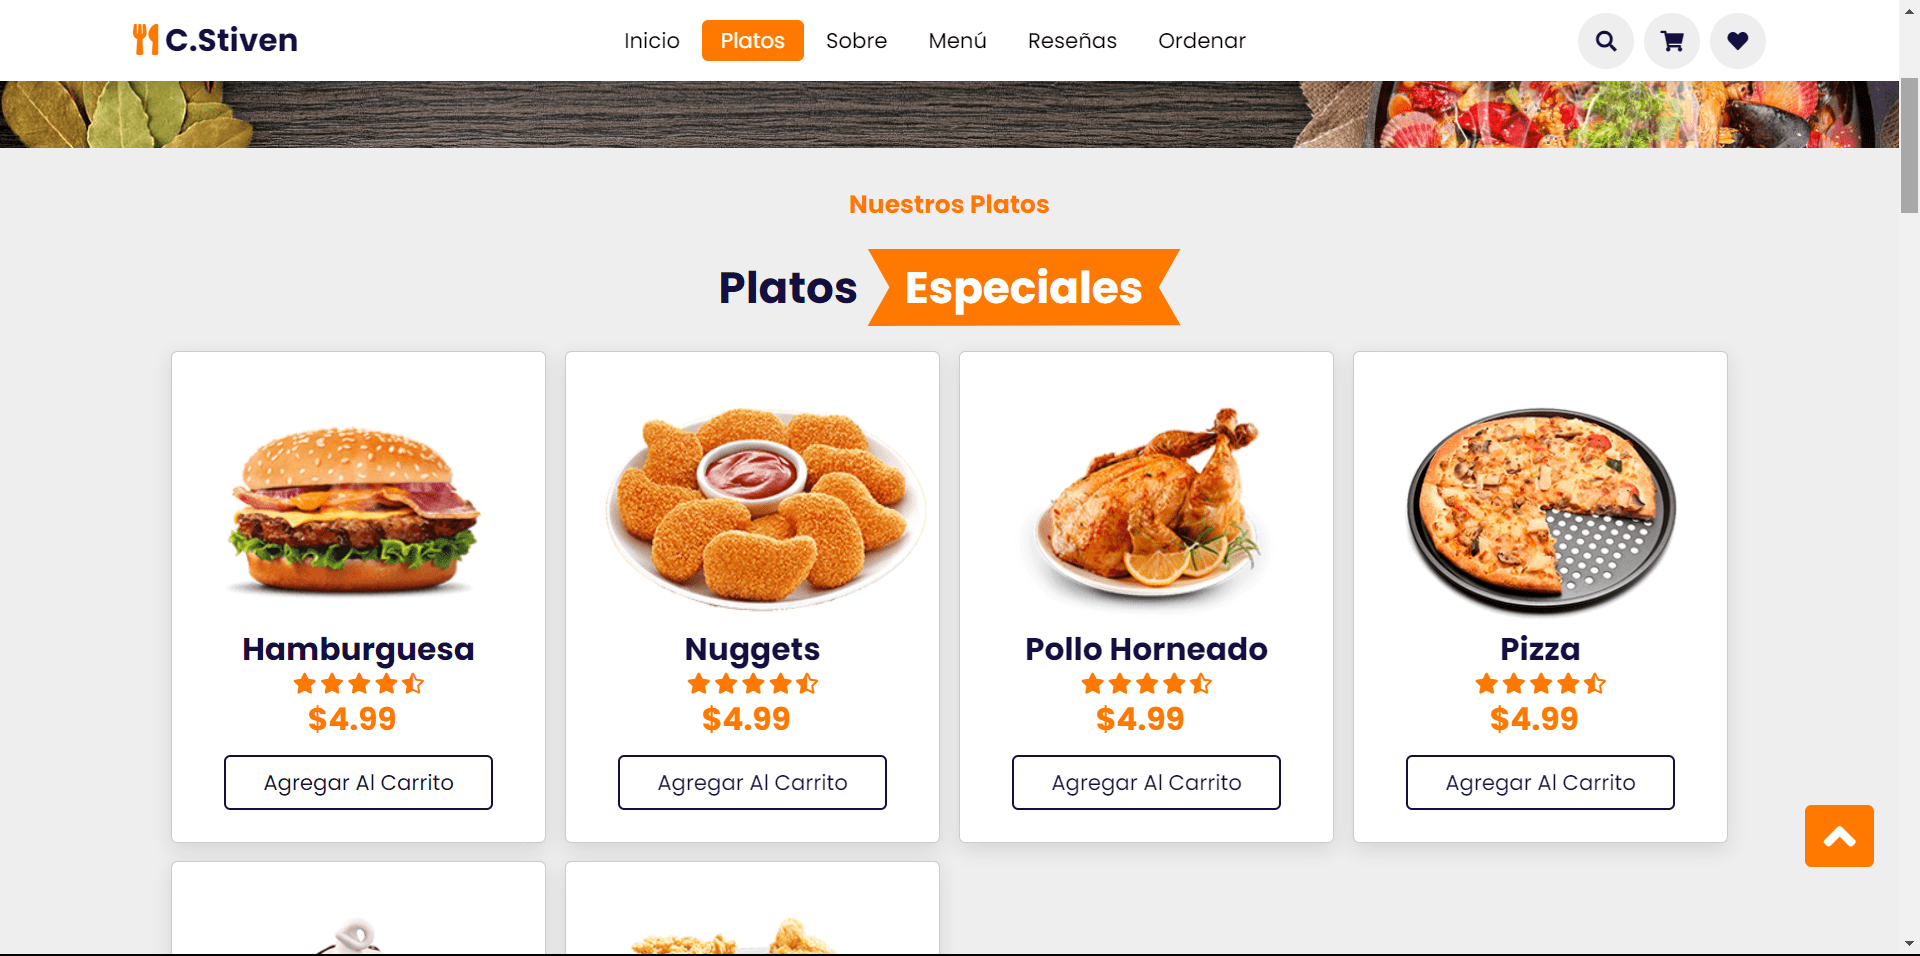 C.Stiven
Inicio Platos Sobre Menú Reseñas Ordenar
Nuestros Platos
Platos Especiales
Hamburguesa
$4.99
Agregar Al Carrito
Nuggets
$4.99
Agregar Al Carrito
Pollo Horneado
$4.99
Agregar Al Carrito
Pizza
$4.99
Agregar Al Carrito